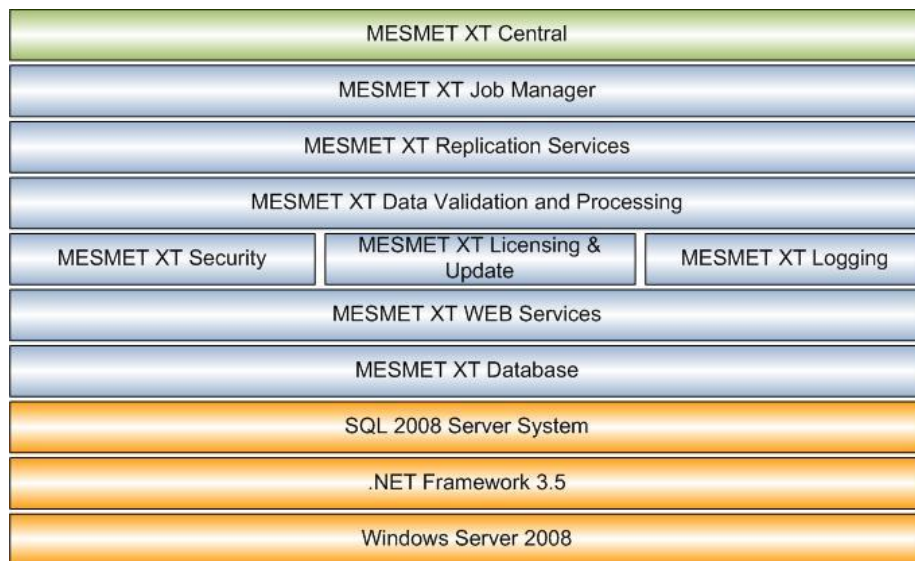 MESMET XT Central
MESMET XT Job Manager
MESMET XT Replication Services
MESMET XT Data Validation and Processing
MESMET XT Security
MESMET XT Licensing &
Update
MESMET XT Logging
MESMET XT WEB Services
MESMET XT Database
SQL 2008 Server System
.NET Framework 3.5
Windows Server 2008